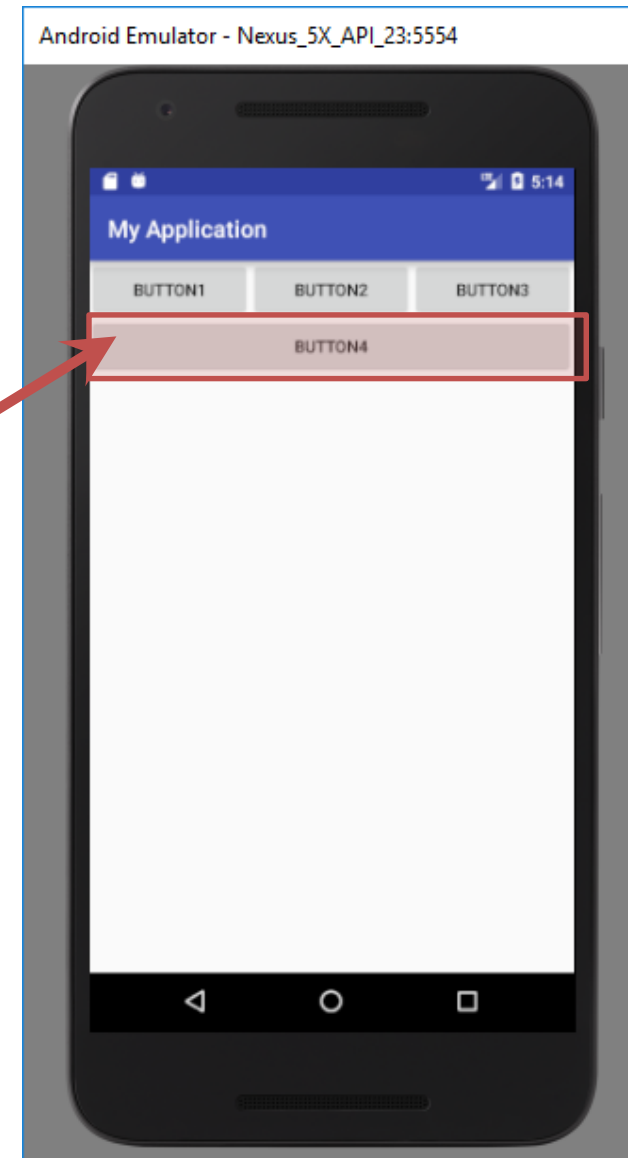 Android Emulator - Nexus_5X_API_23:5554
5:14
My Application
BUTTON1 BUTTON2 BUTTON3
BUTTON4